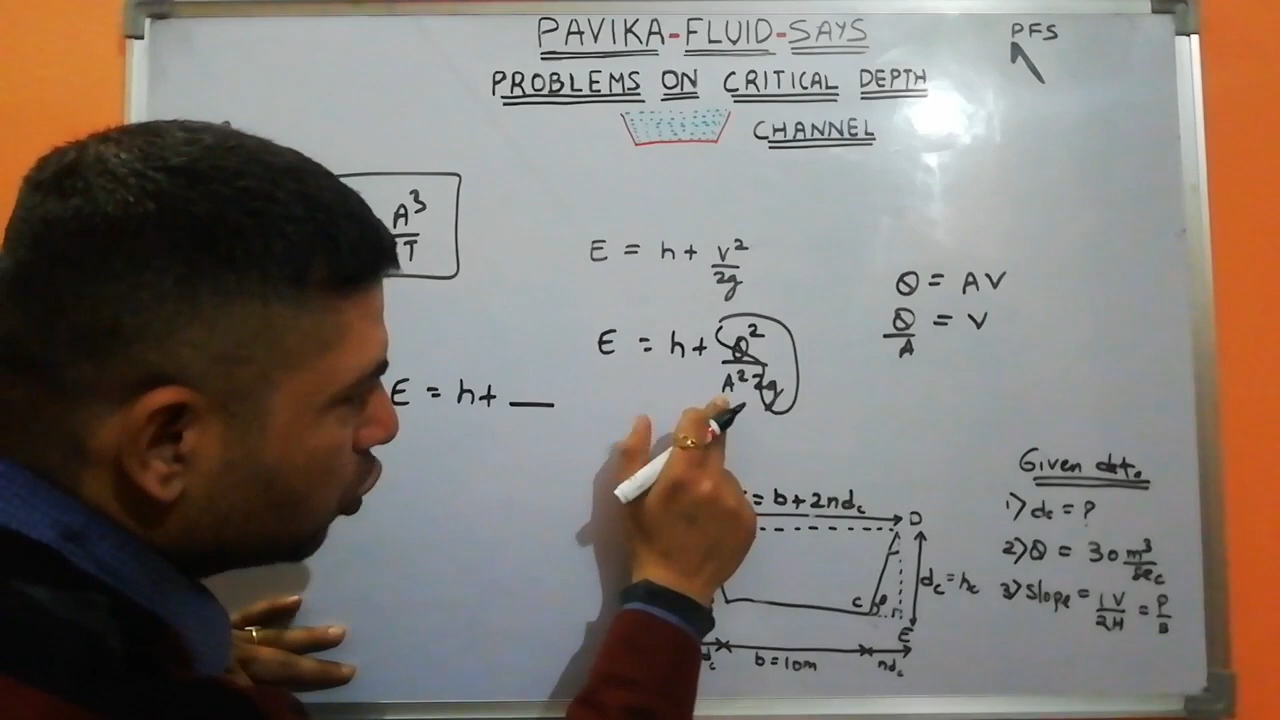 PAVIKA-FLUID-SAYS
PFS
PROBLEMS ON CRITICAL DEPTH
CHANNEL
A³/T
E = h + V²/2g
Q = AV
Q/A = V
E = h + Q²/A²2g
E = h +
Given dt.
1) dc = ?
2) Q = 30 m³/sec
3) Slope = 1V/2H = P/B
= b + 2ndc
D
dc = hc
C
E
b = 10m
ndc